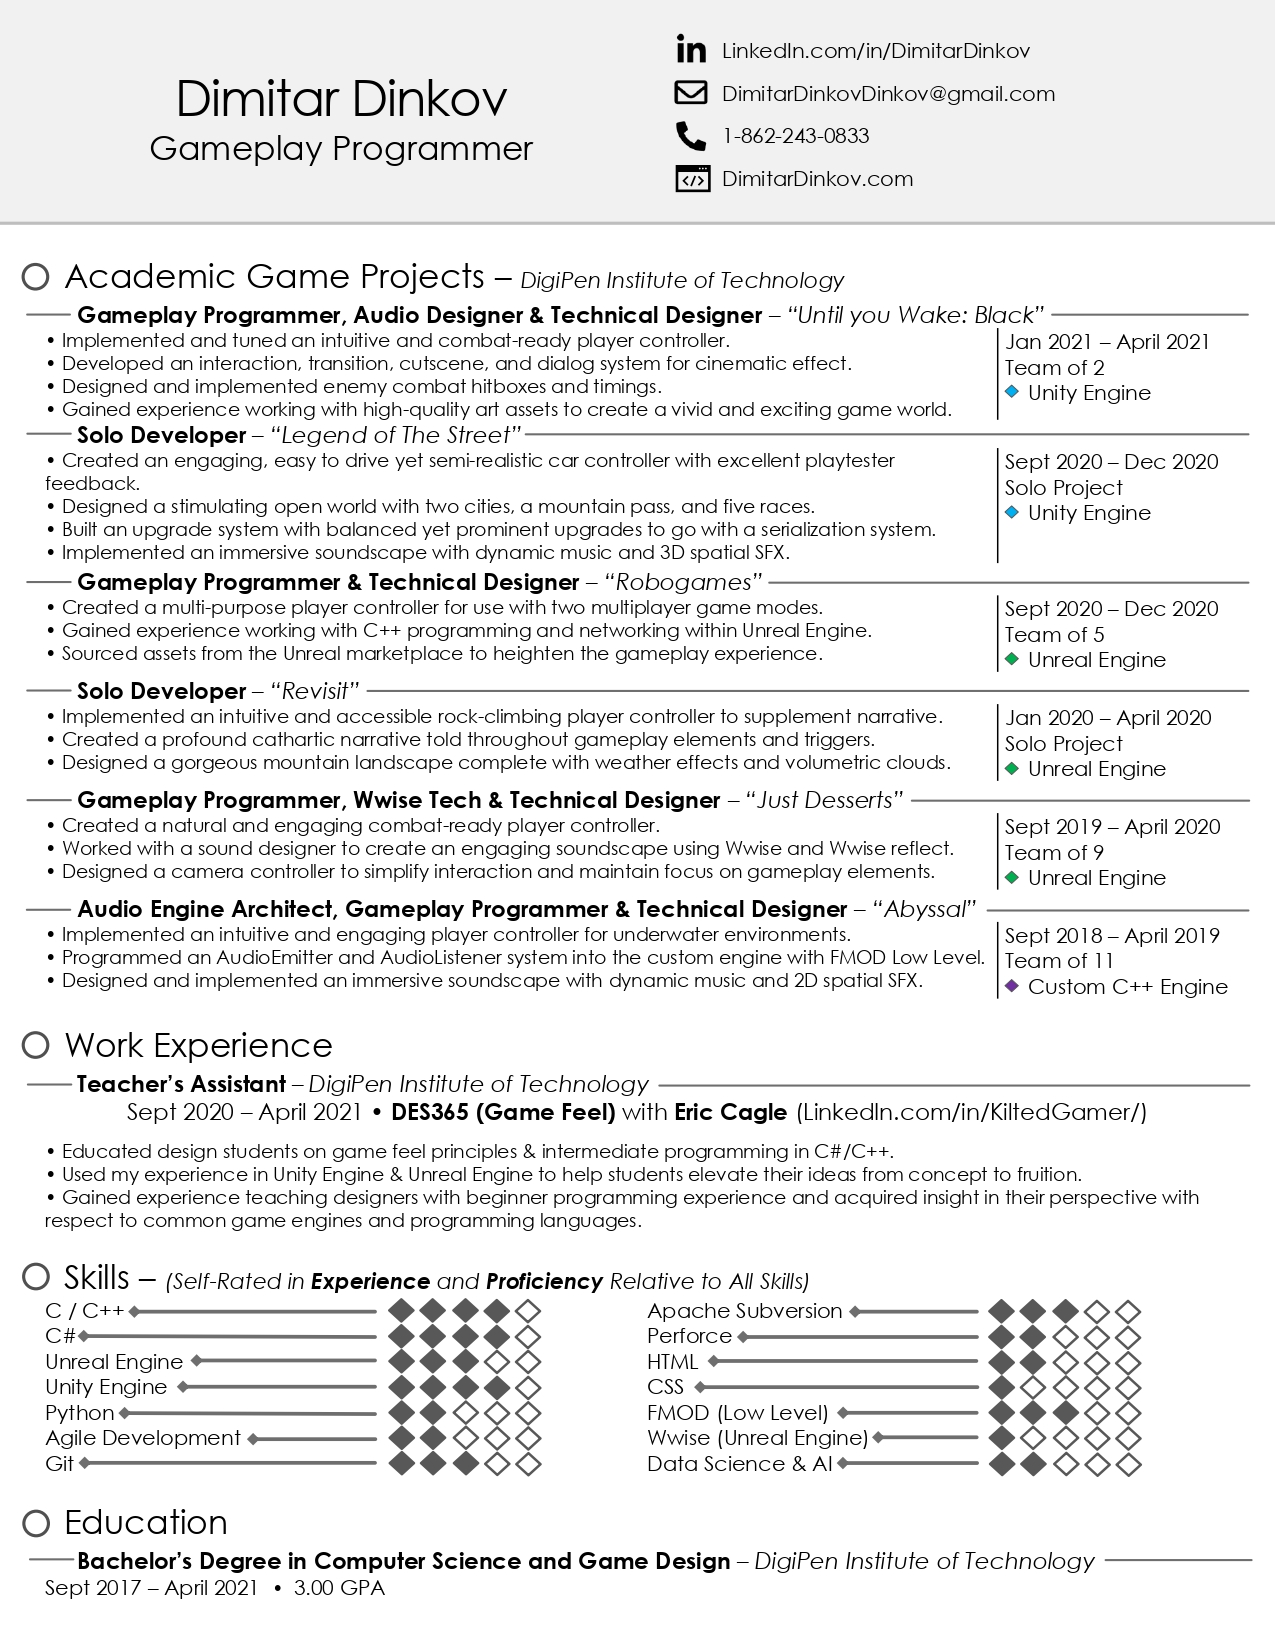 Dimitar Dinkov
Gameplay Programmer
LinkedIn.com/in/DimitarDinkov
DimitarDinkovDinkov@gmail.com
1-862-243-0833
DimitarDinkov.com
Academic Game Projects – DigiPen Institute of Technology
Gameplay Programmer, Audio Designer & Technical Designer – “Until you Wake: Black”
• Implemented and tuned an intuitive and combat-ready player controller.
• Developed an interaction, transition, cutscene, and dialog system for cinematic effect.
• Designed and implemented enemy combat hitboxes and timings.
• Gained experience working with high-quality art assets to create a vivid and exciting game world.
Jan 2021 – April 2021
Team of 2
Unity Engine
Solo Developer – “Legend of The Street”
• Created an engaging, easy to drive yet semi-realistic car controller with excellent playtester
feedback.
• Designed a stimulating open world with two cities, a mountain pass, and five races.
• Built an upgrade system with balanced yet prominent upgrades to go with a serialization system.
• Implemented an immersive soundscape with dynamic music and 3D spatial SFX.
Sept 2020 – Dec 2020
Solo Project
Unity Engine
Gameplay Programmer & Technical Designer – “Robogames”
• Created a multi-purpose player controller for use with two multiplayer game modes.
• Gained experience working with C++ programming and networking within Unreal Engine.
• Sourced assets from the Unreal marketplace to heighten the gameplay experience.
Sept 2020 – Dec 2020
Team of 5
Unreal Engine
Solo Developer – “Revisit”
• Implemented an intuitive and accessible rock-climbing player controller to supplement narrative.
• Created a profound cathartic narrative told throughout gameplay elements and triggers.
• Designed a gorgeous mountain landscape complete with weather effects and volumetric clouds.
Jan 2020 – April 2020
Solo Project
Unreal Engine
Gameplay Programmer, Wwise Tech & Technical Designer – “Just Desserts”
• Created a natural and engaging combat-ready player controller.
• Worked with a sound designer to create an engaging soundscape using Wwise and Wwise reflect.
• Designed a camera controller to simplify interaction and maintain focus on gameplay elements.
Sept 2019 – April 2020
Team of 9
Unreal Engine
Audio Engine Architect, Gameplay Programmer & Technical Designer – “Abyssal”
• Implemented an intuitive and engaging player controller for underwater environments.
• Programmed an AudioEmitter and AudioListener system into the custom engine with FMOD Low Level.
• Designed and implemented an immersive soundscape with dynamic music and 2D spatial SFX.
Sept 2018 – April 2019
Team of 11
Custom C++ Engine
Work Experience
Teacher’s Assistant – DigiPen Institute of Technology
Sept 2020 – April 2021 • DES365 (Game Feel) with Eric Cagle (LinkedIn.com/in/KiltedGamer/)
• Educated design students on game feel principles & intermediate programming in C#/C++.
• Used my experience in Unity Engine & Unreal Engine to help students elevate their ideas from concept to fruition.
• Gained experience teaching designers with beginner programming experience and acquired insight in their perspective with
respect to common game engines and programming languages.
Skills – (Self-Rated in Experience and Proficiency Relative to All Skills)
C / C++
C#
Unreal Engine
Unity Engine
Python
Agile Development
Git
Apache Subversion
Perforce
HTML
CSS
FMOD (Low Level)
Wwise (Unreal Engine)
Data Science & AI
Education
Bachelor’s Degree in Computer Science and Game Design – DigiPen Institute of Technology
Sept 2017 – April 2021 • 3.00 GPA